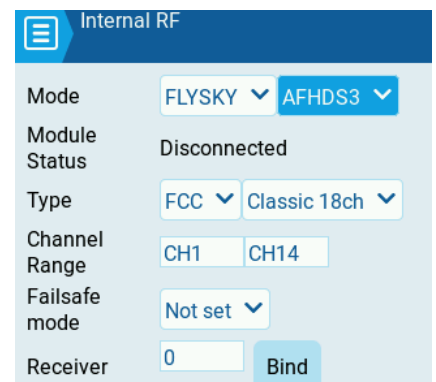 Internal RF
Mode FLYSKY AFHDS3
Module
Status Disconnected
Type FCC Classic 18ch
Channel
Range CH1 CH14
Failsafe
mode Not set
Receiver 0 Bind